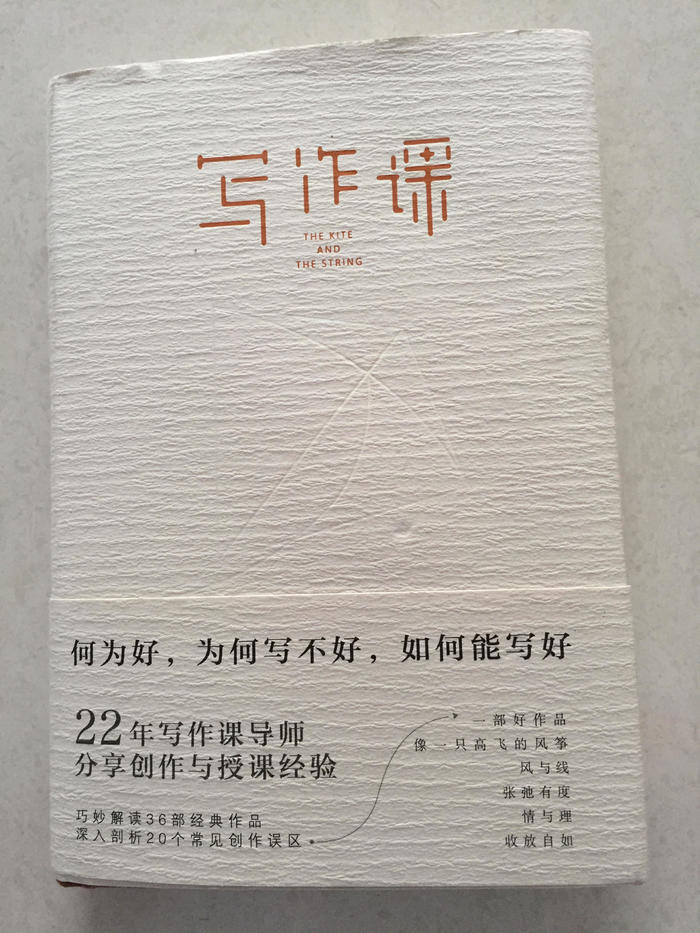 写作课
THE KITE
AND
THE STRING
何为好，为何写不好，如何能写好
22年写作课导师
分享创作与授课经验
巧妙解读36部经典作品
深入剖析20个常见创作误区
一部好作品
像一只高飞的风筝
风与线
张弛有度
情与理
收放自如